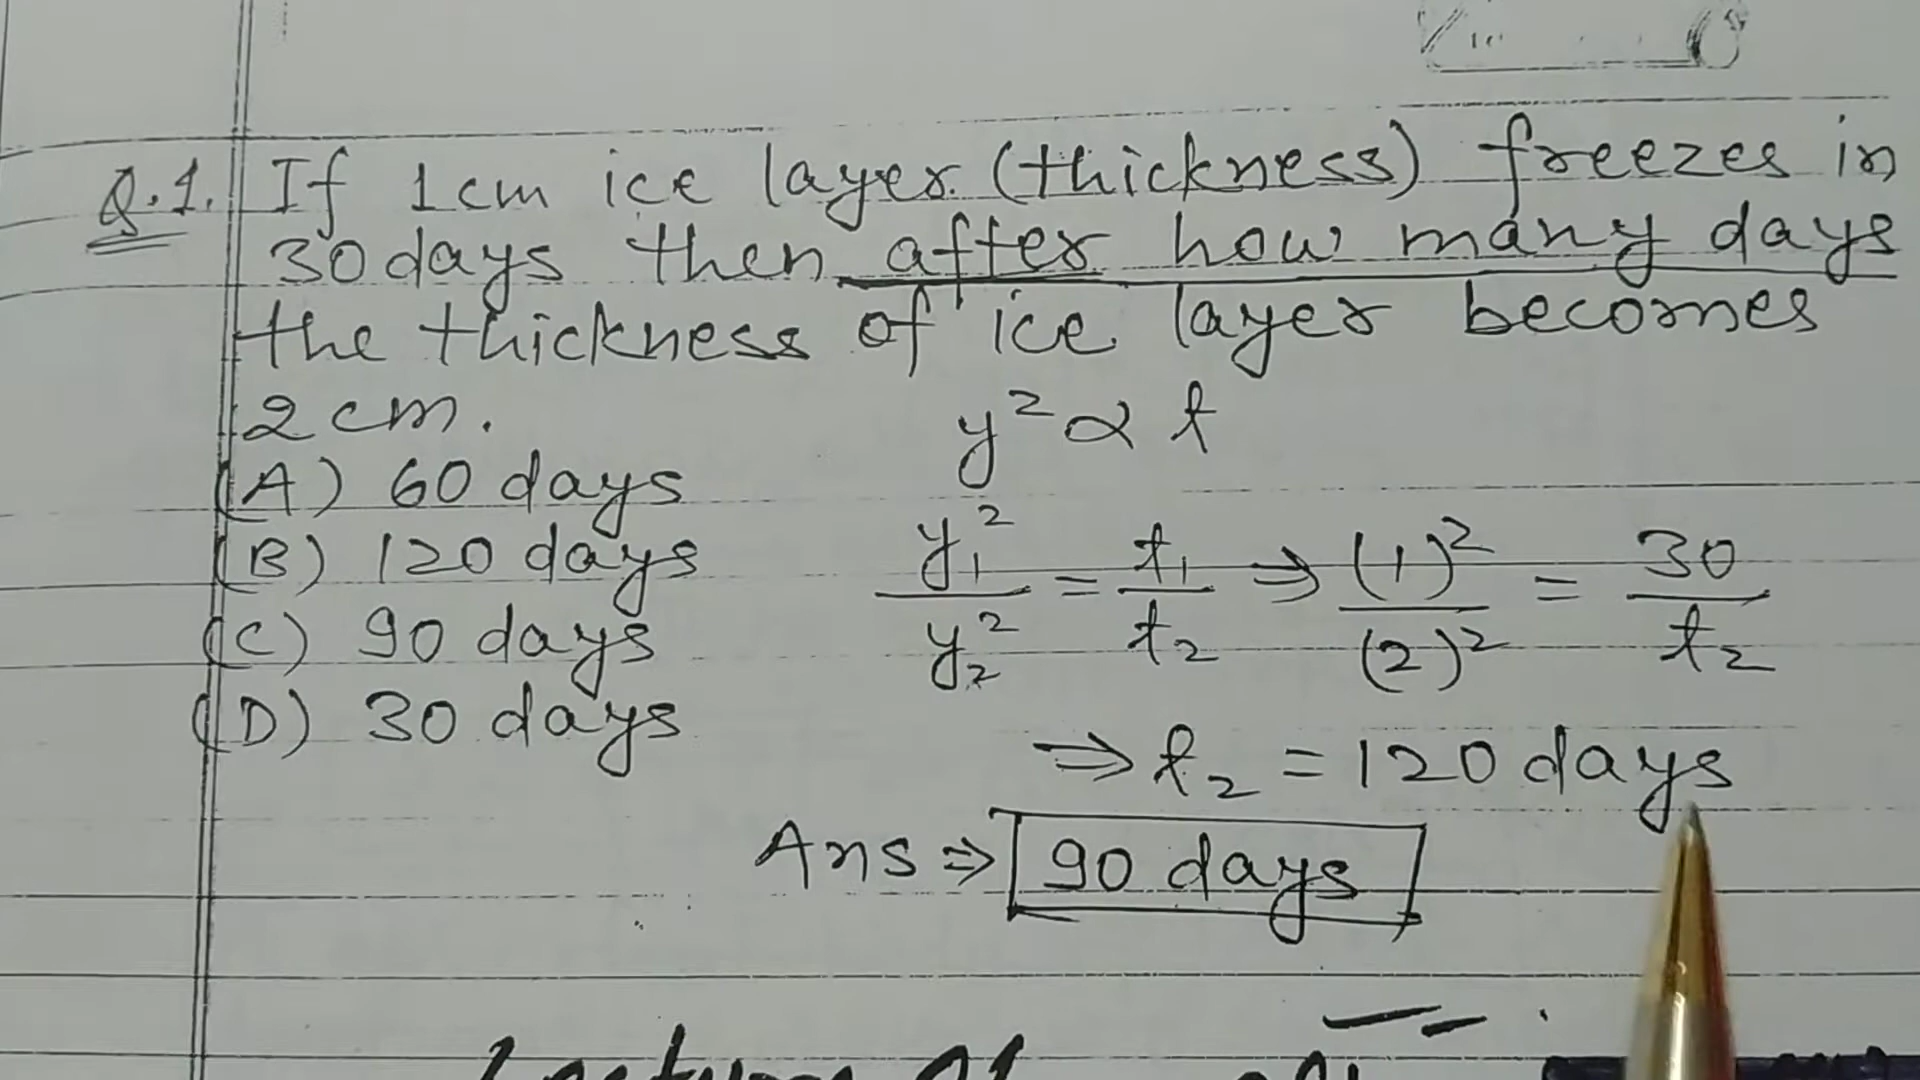 Q.1. If 1cm ice layer (thickness) freezes in
30 days then after how many days
the thickness of ice layer becomes
2 cm.
(A) 60 days
(B) 120 days
(C) 90 days
(D) 30 days
y² ∝ t
y₁²/y₂² = t₁/t₂ ⇒ (1)²/(2)² = 30/t₂
⇒ t₂ = 120 days
Ans ⇒ 90 days